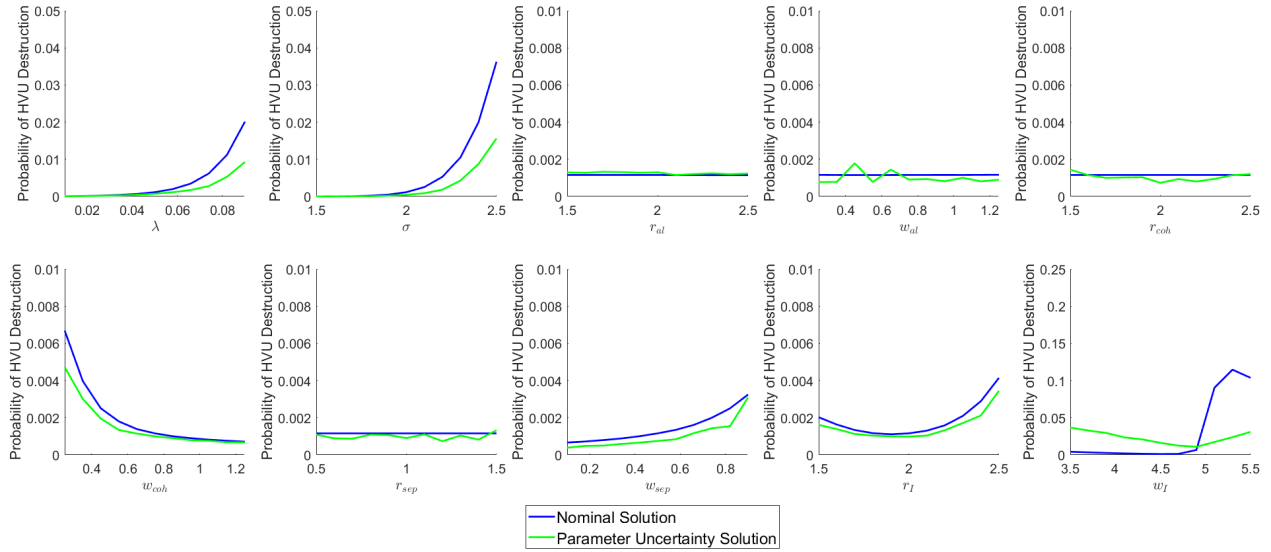 Probability of HVU Destruction
0.05
0.04
0.03
0.02
0.01
0
0.02 0.04 0.06 0.08
λ
Probability of HVU Destruction
0.05
0.04
0.03
0.02
0.01
0
1.5 2 2.5
σ
Probability of HVU Destruction
0.01
0.008
0.006
0.004
0.002
0
1.5 2 2.5
r_al
Probability of HVU Destruction
0.01
0.008
0.006
0.004
0.002
0
0.4 0.6 0.8 1 1.2
w_al
Probability of HVU Destruction
0.01
0.008
0.006
0.004
0.002
0
1.5 2 2.5
r_coh
Probability of HVU Destruction
0.01
0.008
0.006
0.004
0.002
0
0.4 0.6 0.8 1 1.2
w_coh
Probability of HVU Destruction
0.01
0.008
0.006
0.004
0.002
0
0.5 1 1.5
r_sep
Probability of HVU Destruction
0.01
0.008
0.006
0.004
0.002
0
0.2 0.4 0.6 0.8
w_sep
Probability of HVU Destruction
0.01
0.008
0.006
0.004
0.002
0
1.5 2 2.5
r_I
Probability of HVU Destruction
0.25
0.2
0.15
0.1
0.05
0
3.5 4 4.5 5 5.5
w_I
Nominal Solution
Parameter Uncertainty Solution